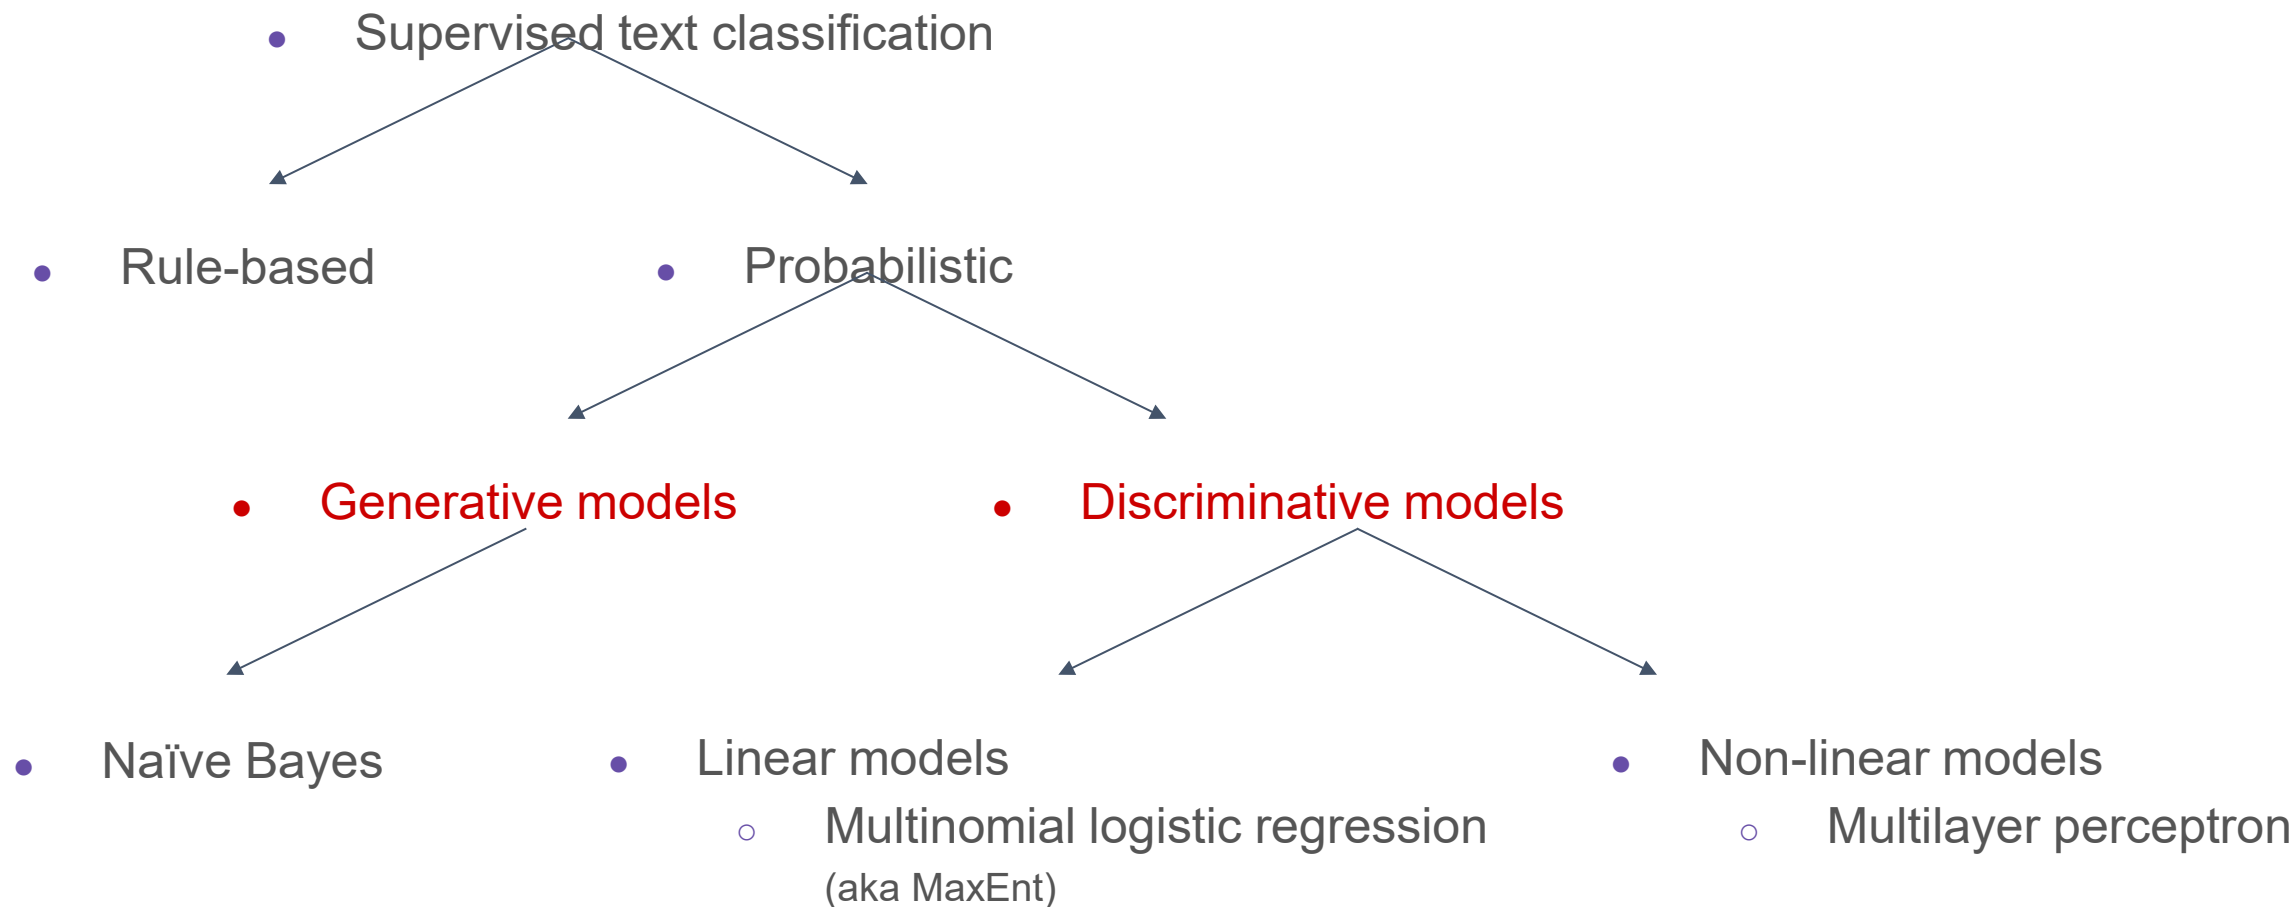 Supervised text classification
Rule-based
Probabilistic
Generative models
Discriminative models
Naïve Bayes
Linear models
Multinomial logistic regression
(aka MaxEnt)
Non-linear models
Multilayer perceptron